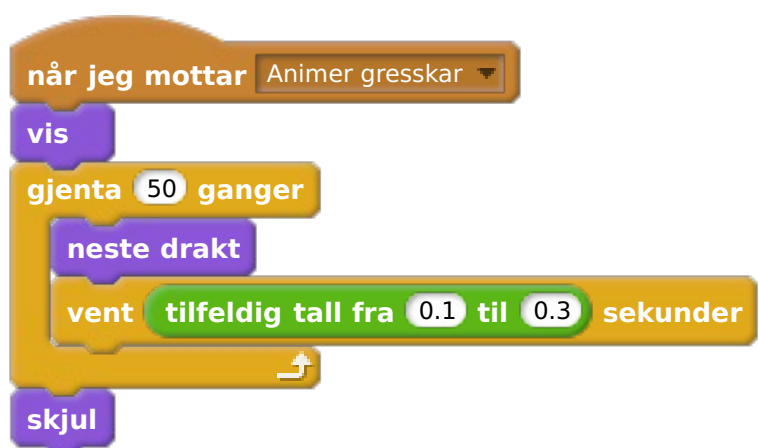 når jeg mottar Animer gresskar
vis
gjenta 50 ganger
neste drakt
vent tilfeldig tall fra 0.1 til 0.3 sekunder
skjul